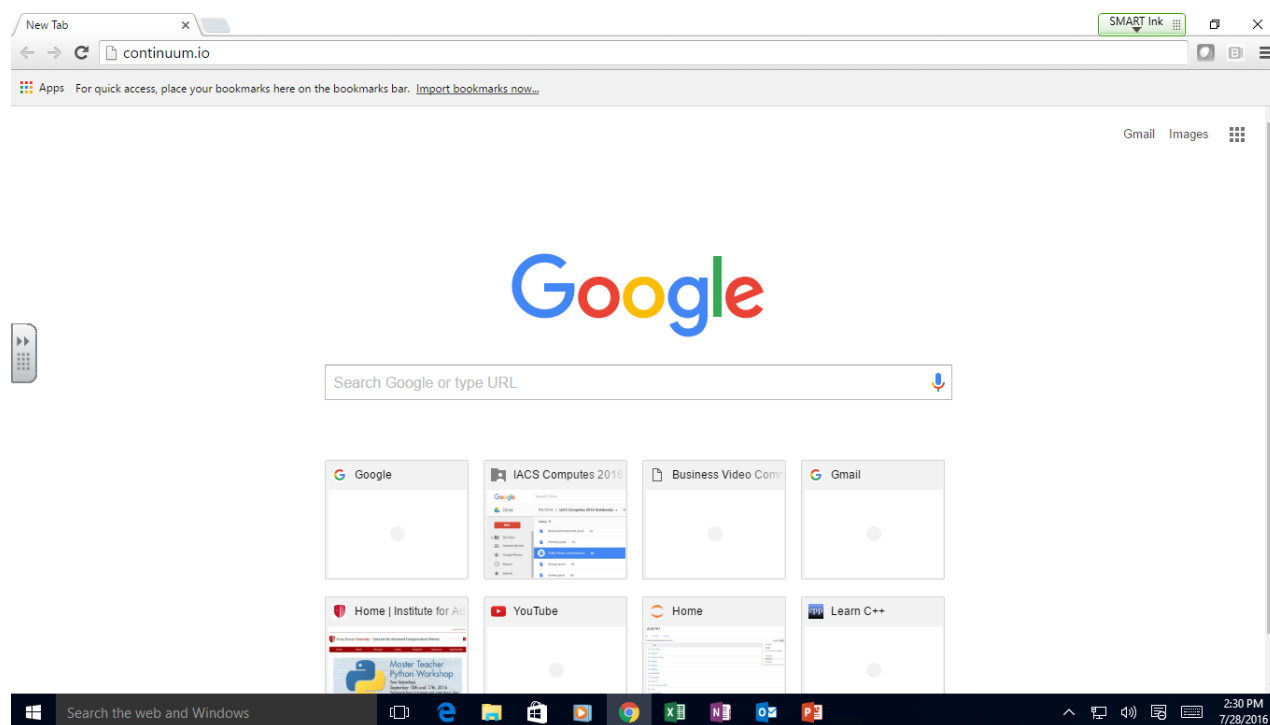 New Tab
SMART Ink
continuum.io
Apps For quick access, place your bookmarks here on the bookmarks bar. Import bookmarks now...
Gmail Images
Google
Search Google or type URL
Google
IACS Computes 2016
Business Video Com
Gmail
Google
Drive
Home | Institute for Ad
YouTube
Home
Learn C++
Master Teacher
Python Workshop
Search the web and Windows
2:30 PM
7/28/2016